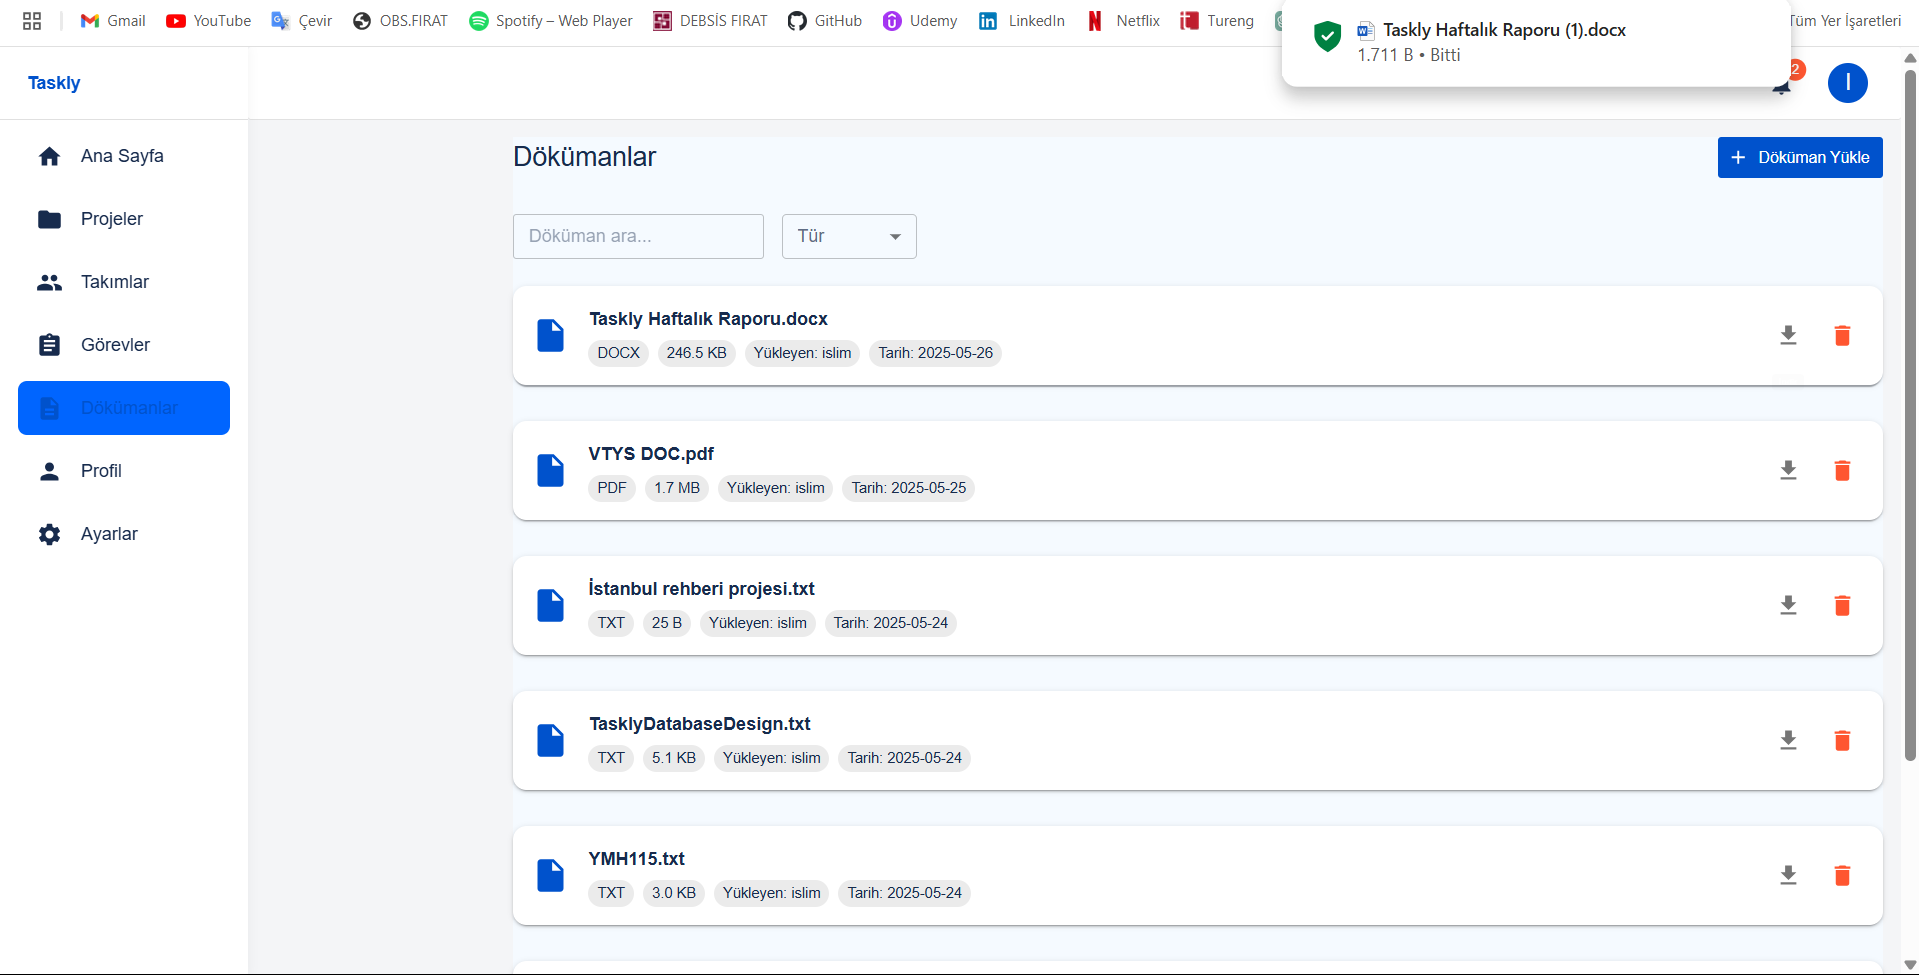 Gmail YouTube Çevir OBS.FIRAT Spotify – Web Player DEBSİS FIRAT GitHub Udemy LinkedIn Netflix Tureng Tüm Yer İşaretleri
Taskly Haftalık Raporu (1).docx
1.711 B • Bitti
Taskly
2
I
Ana Sayfa
Projeler
Takımlar
Görevler
Dökümanlar
Profil
Ayarlar
Dökümanlar
+ Döküman Yükle
Döküman ara...
Tür
Taskly Haftalık Raporu.docx
DOCX 246.5 KB Yükleyen: islim Tarih: 2025-05-26
VTYS DOC.pdf
PDF 1.7 MB Yükleyen: islim Tarih: 2025-05-25
İstanbul rehberi projesi.txt
TXT 25 B Yükleyen: islim Tarih: 2025-05-24
TasklyDatabaseDesign.txt
TXT 5.1 KB Yükleyen: islim Tarih: 2025-05-24
YMH115.txt
TXT 3.0 KB Yükleyen: islim Tarih: 2025-05-24